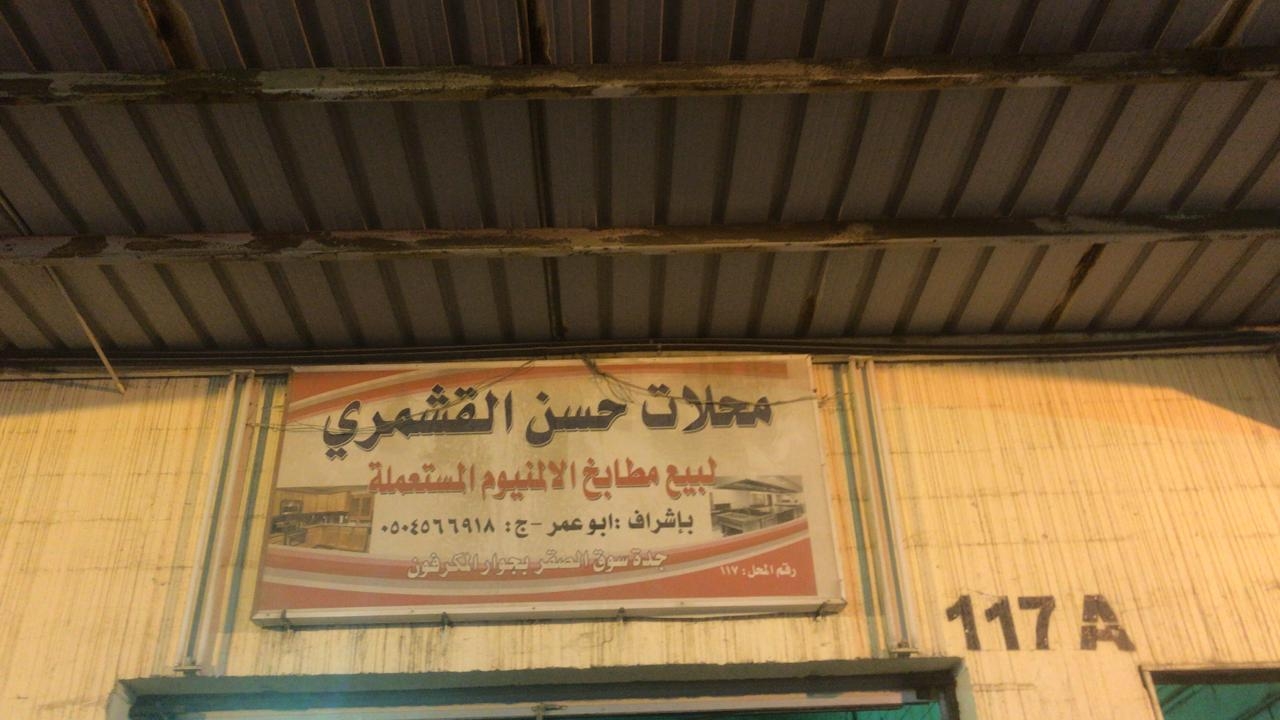 محلات حسن القشمري
لبيع مطابخ الالمنيوم المستعملة
بإشراف : ابو عمر - ج: ٠٥٠٤٥٦٦٩١٨
جدة سوق الصقر بجوار المكرفون
رقم المحل: ١١٧
117 A